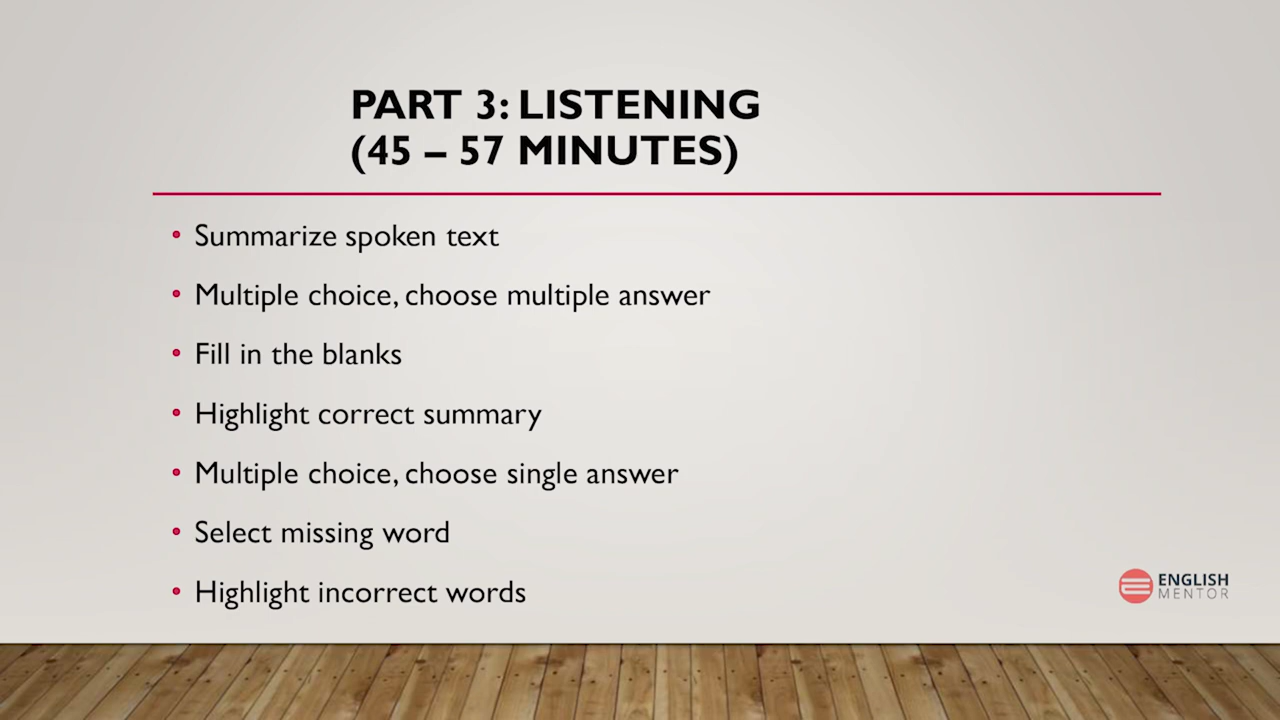 PART 3: LISTENING
(45 – 57 MINUTES)
Summarize spoken text
Multiple choice, choose multiple answer
Fill in the blanks
Highlight correct summary
Multiple choice, choose single answer
Select missing word
Highlight incorrect words
ENGLISH
MENTOR